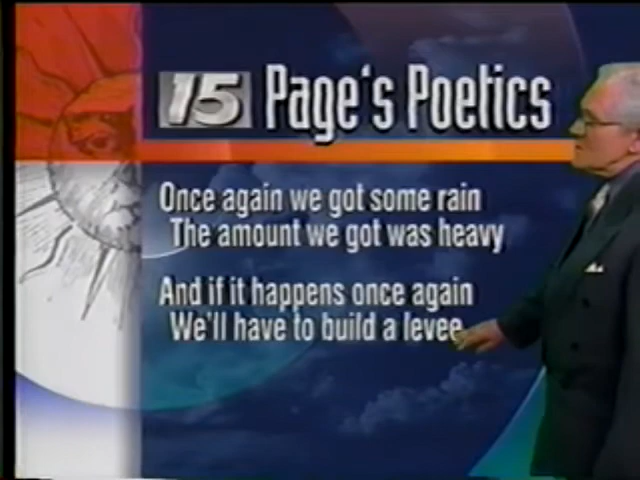 15 Page's Poetics
Once again we got some rain
The amount we got was heavy
And if it happens once again
We'll have to build a levee